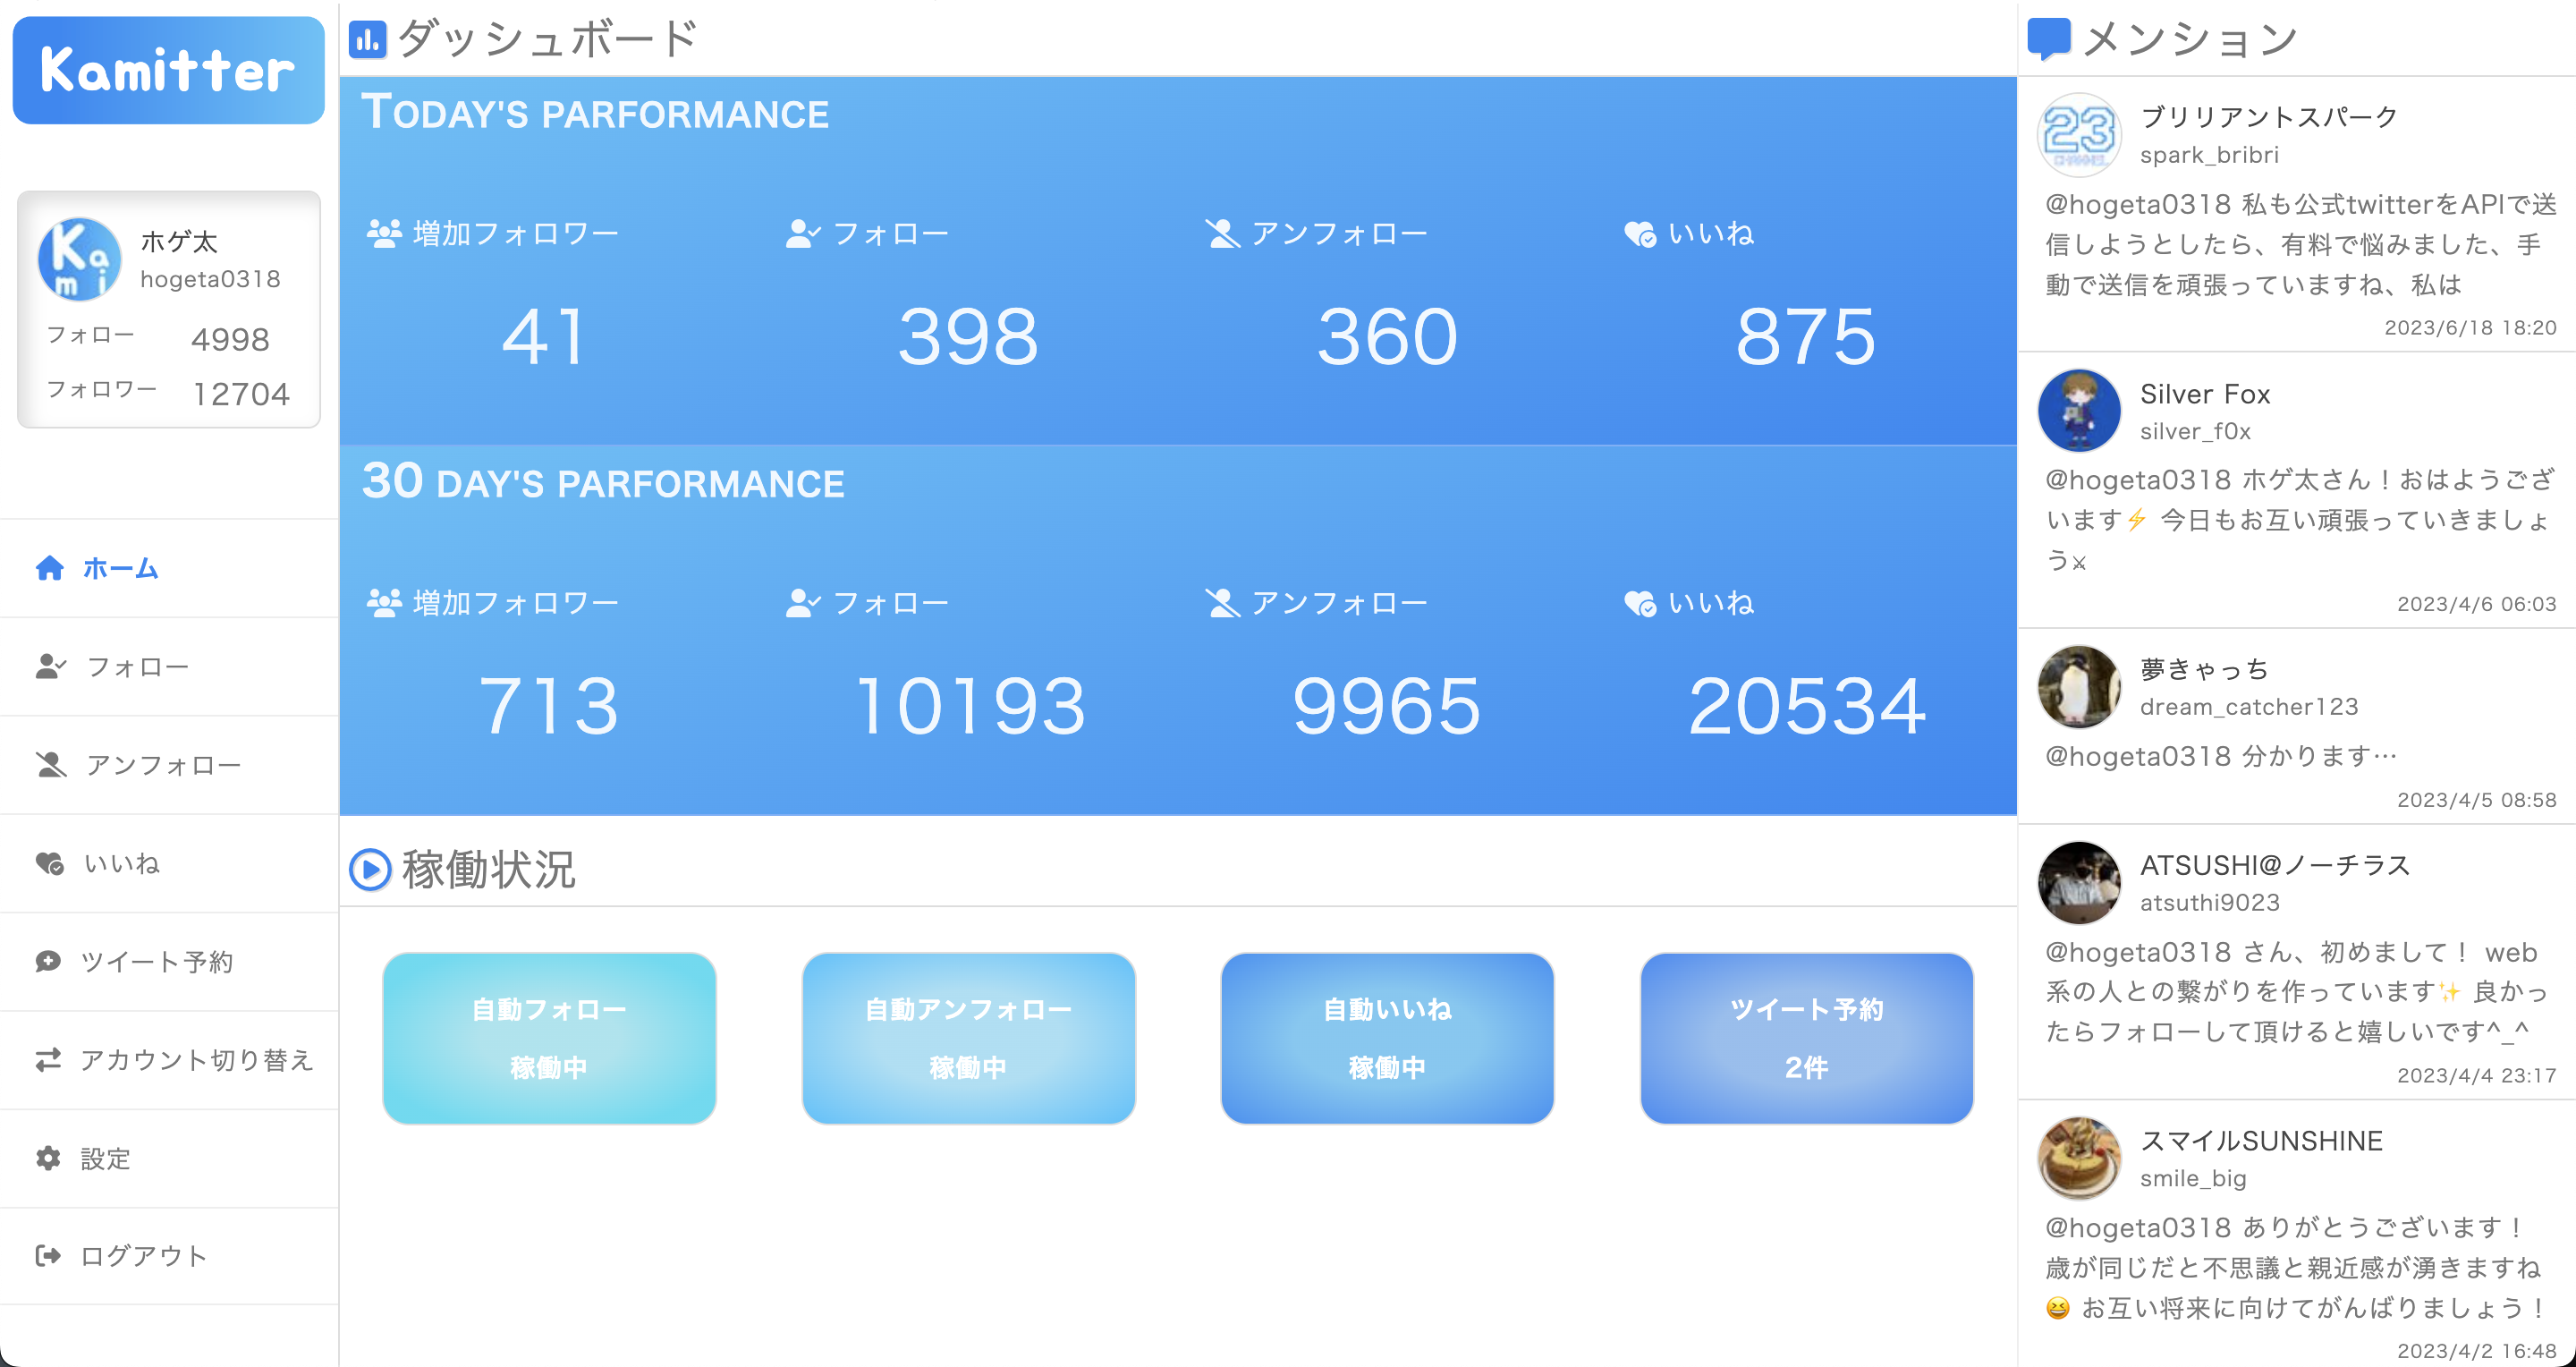 Kamitter
ホゲ太
hogeta0318
フォロー 4998
フォロワー 12704
ホーム
フォロー
アンフォロー
いいね
ツイート予約
アカウント切り替え
設定
ログアウト
ダッシュボード
TODAY'S PARFORMANCE
増加フォロワー フォロー アンフォロー いいね
41 398 360 875
30 DAY'S PARFORMANCE
増加フォロワー フォロー アンフォロー いいね
713 10193 9965 20534
稼働状況
自動フォロー
稼働中
自動アンフォロー
稼働中
自動いいね
稼働中
ツイート予約
2件
メンション
23
CHANNEL
ブリリアントスパーク
spark_bribri
@hogeta0318 私も公式twitterをAPIで送
信しようとしたら、有料で悩みました、手
動で送信を頑張っていますね、私は
2023/6/18 18:20
Silver Fox
silver_f0x
@hogeta0318 ホゲ太さん！おはようござ
います⚡ 今日もお互い頑張っていきましょ
う⚔
2023/4/6 06:03
夢きゃっち
dream_catcher123
@hogeta0318 分かります…
2023/4/5 08:58
ATSUSHI@ノーチラス
atsuthi9023
@hogeta0318 さん、初めまして！ web
系の人との繋がりを作っています✨ 良かっ
たらフォローして頂けると嬉しいです^_^
2023/4/4 23:17
スマイルSUNSHINE
smile_big
@hogeta0318 ありがとうございます！
歳が同じだと不思議と親近感が湧きますね
😆 お互い将来に向けてがんばりましょう！
2023/4/2 16:48